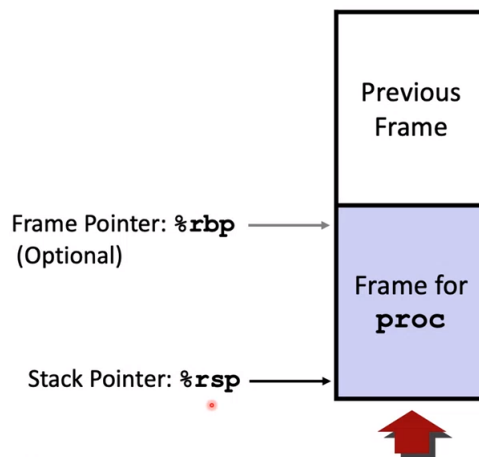 Previous
Frame
Frame Pointer: %rbp
(Optional)
Frame for
proc
Stack Pointer: %rsp